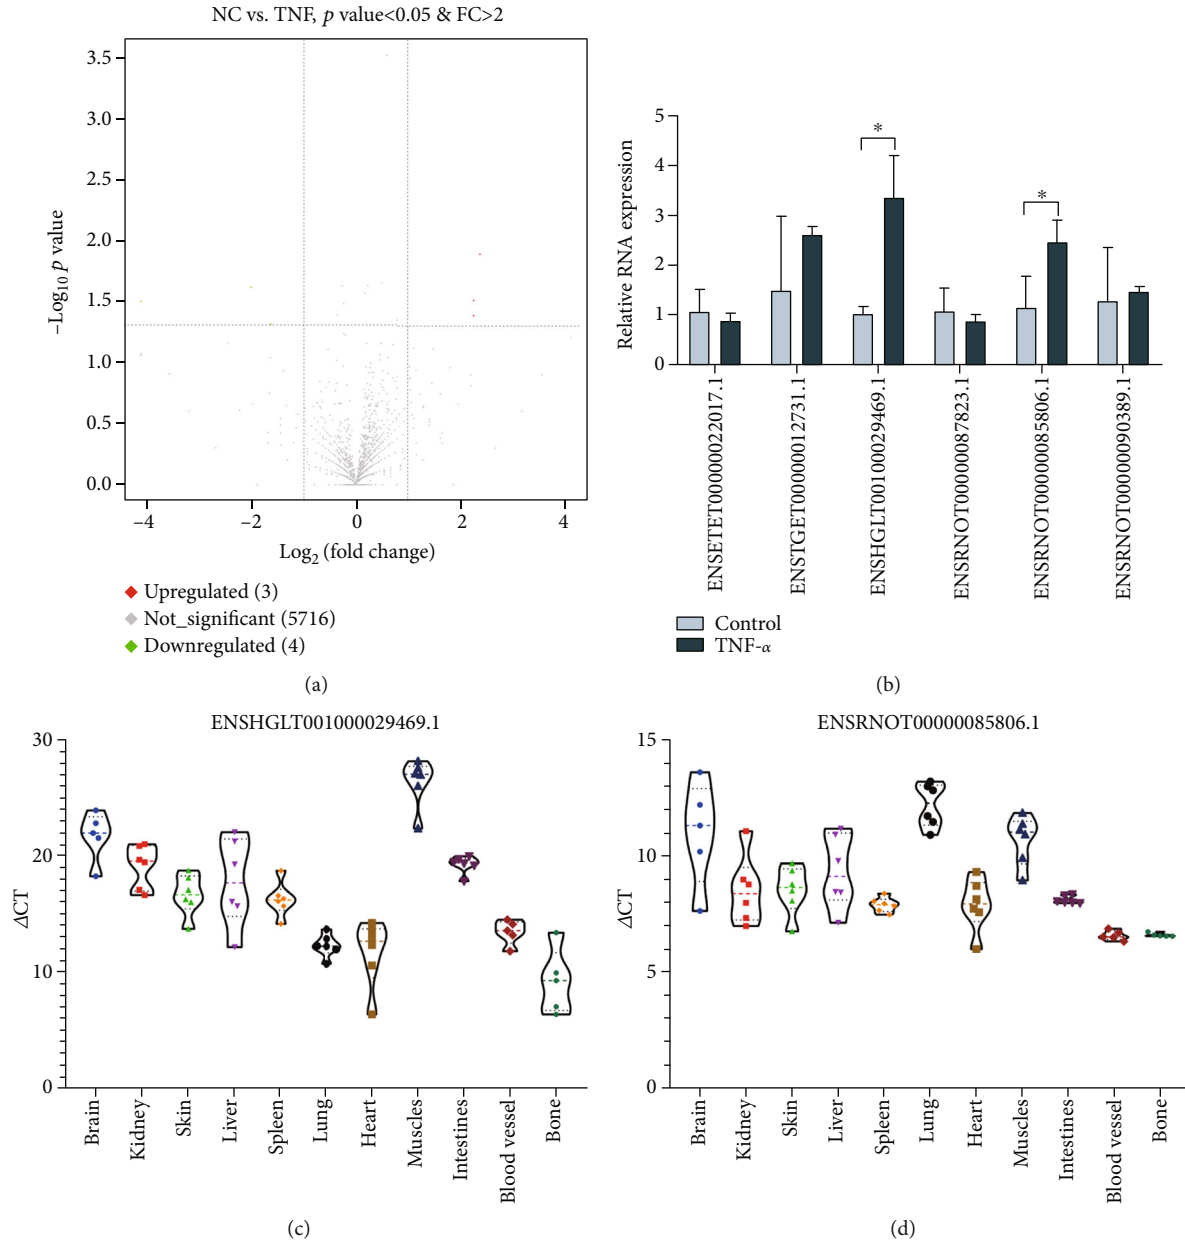 NC vs. TNF, p value<0.05 & FC>2
–Log10 p value
3.5
3.0
2.5
2.0
1.5
1.0
0.5
0.0
–4
–2
0
2
4
Log2 (fold change)
Upregulated (3)
Not_significant (5716)
Downregulated (4)
(a)
Relative RNA expression
5
4
3
2
1
0
*
*
ENSETET00000022017.1
ENSTGET00000012731.1
ENSHGLT001000029469.1
ENSRNOT00000087823.1
ENSRNOT00000085806.1
ENSRNOT00000090389.1
Control
TNF-α
(b)
ENSHGLT001000029469.1
ΔCT
30
20
10
0
Brain
Kidney
Skin
Liver
Spleen
Lung
Heart
Muscles
Intestines
Blood vessel
Bone
(c)
ENSRNOT00000085806.1
ΔCT
15
10
5
0
Brain
Kidney
Skin
Liver
Spleen
Lung
Heart
Muscles
Intestines
Blood vessel
Bone
(d)